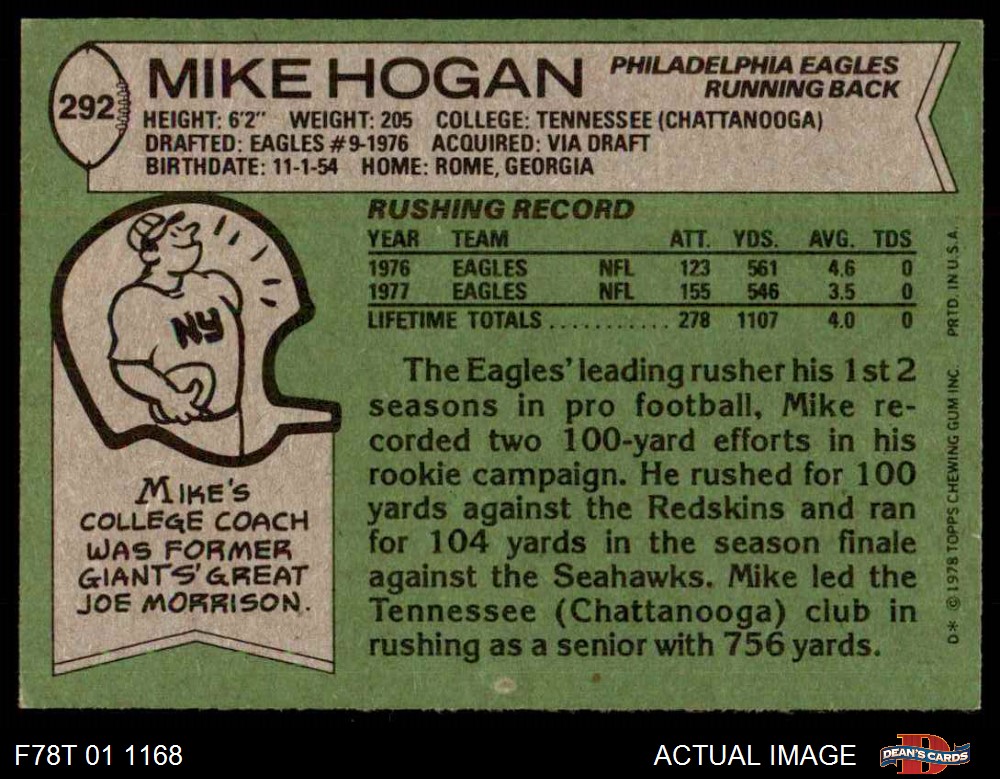 292
MIKE HOGAN
PHILADELPHIA EAGLES
RUNNING BACK
HEIGHT: 6'2" WEIGHT: 205 COLLEGE: TENNESSEE (CHATTANOOGA)
DRAFTED: EAGLES #9-1976 ACQUIRED: VIA DRAFT
BIRTHDATE: 11-1-54 HOME: ROME, GEORGIA
RUSHING RECORD
YEAR TEAM ATT. YDS. AVG. TDS
1976 EAGLES NFL 123 561 4.6 0
1977 EAGLES NFL 155 546 3.5 0
LIFETIME TOTALS ........... 278 1107 4.0 0
NY
MIKE'S
COLLEGE COACH
WAS FORMER
GIANTS' GREAT
JOE MORRISON.
The Eagles' leading rusher his 1st 2
seasons in pro football, Mike re-
corded two 100-yard efforts in his
rookie campaign. He rushed for 100
yards against the Redskins and ran
for 104 yards in the season finale
against the Seahawks. Mike led the
Tennessee (Chattanooga) club in
rushing as a senior with 756 yards.
D* © 1978 TOPPS CHEWING GUM INC. PRTD. IN U.S.A.
F78T 01 1168
ACTUAL IMAGE
D
DEAN'S CARDS